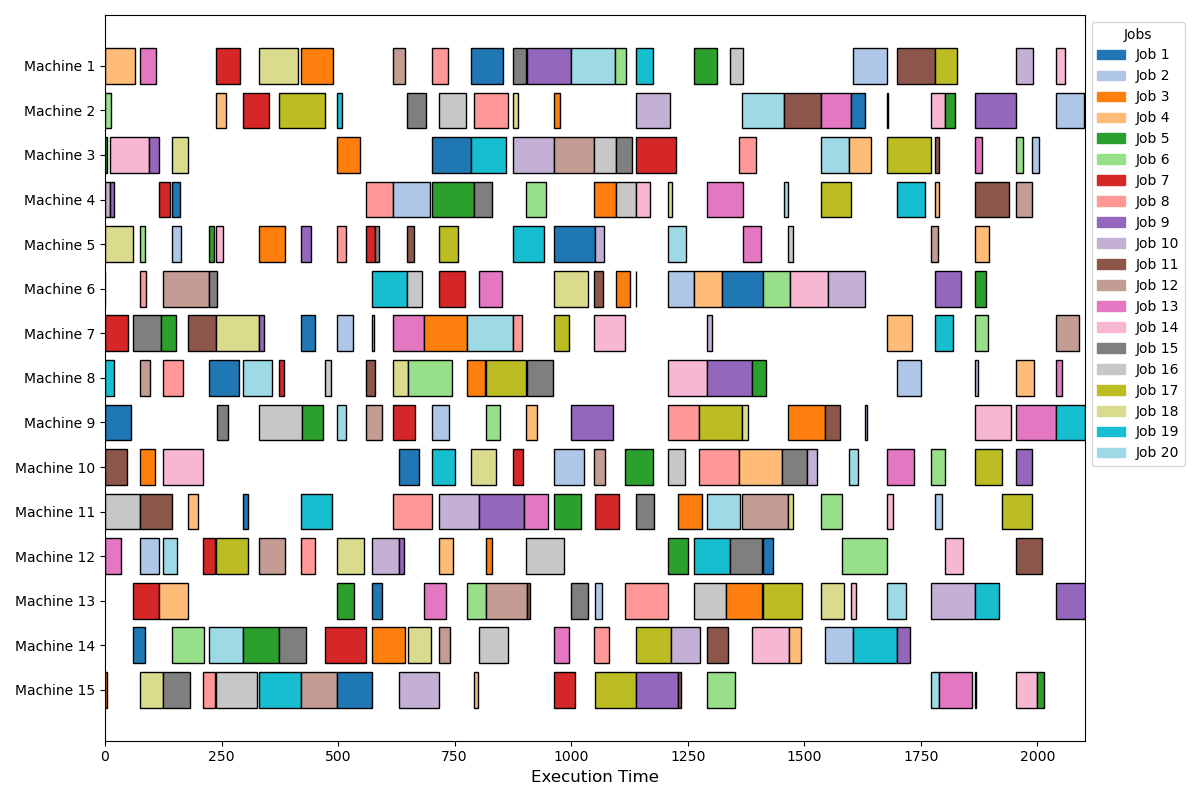 Machine 1
Machine 2
Machine 3
Machine 4
Machine 5
Machine 6
Machine 7
Machine 8
Machine 9
Machine 10
Machine 11
Machine 12
Machine 13
Machine 14
Machine 15
0 250 500 750 1000 1250 1500 1750 2000
Execution Time
Jobs
Job 1
Job 2
Job 3
Job 4
Job 5
Job 6
Job 7
Job 8
Job 9
Job 10
Job 11
Job 12
Job 13
Job 14
Job 15
Job 16
Job 17
Job 18
Job 19
Job 20